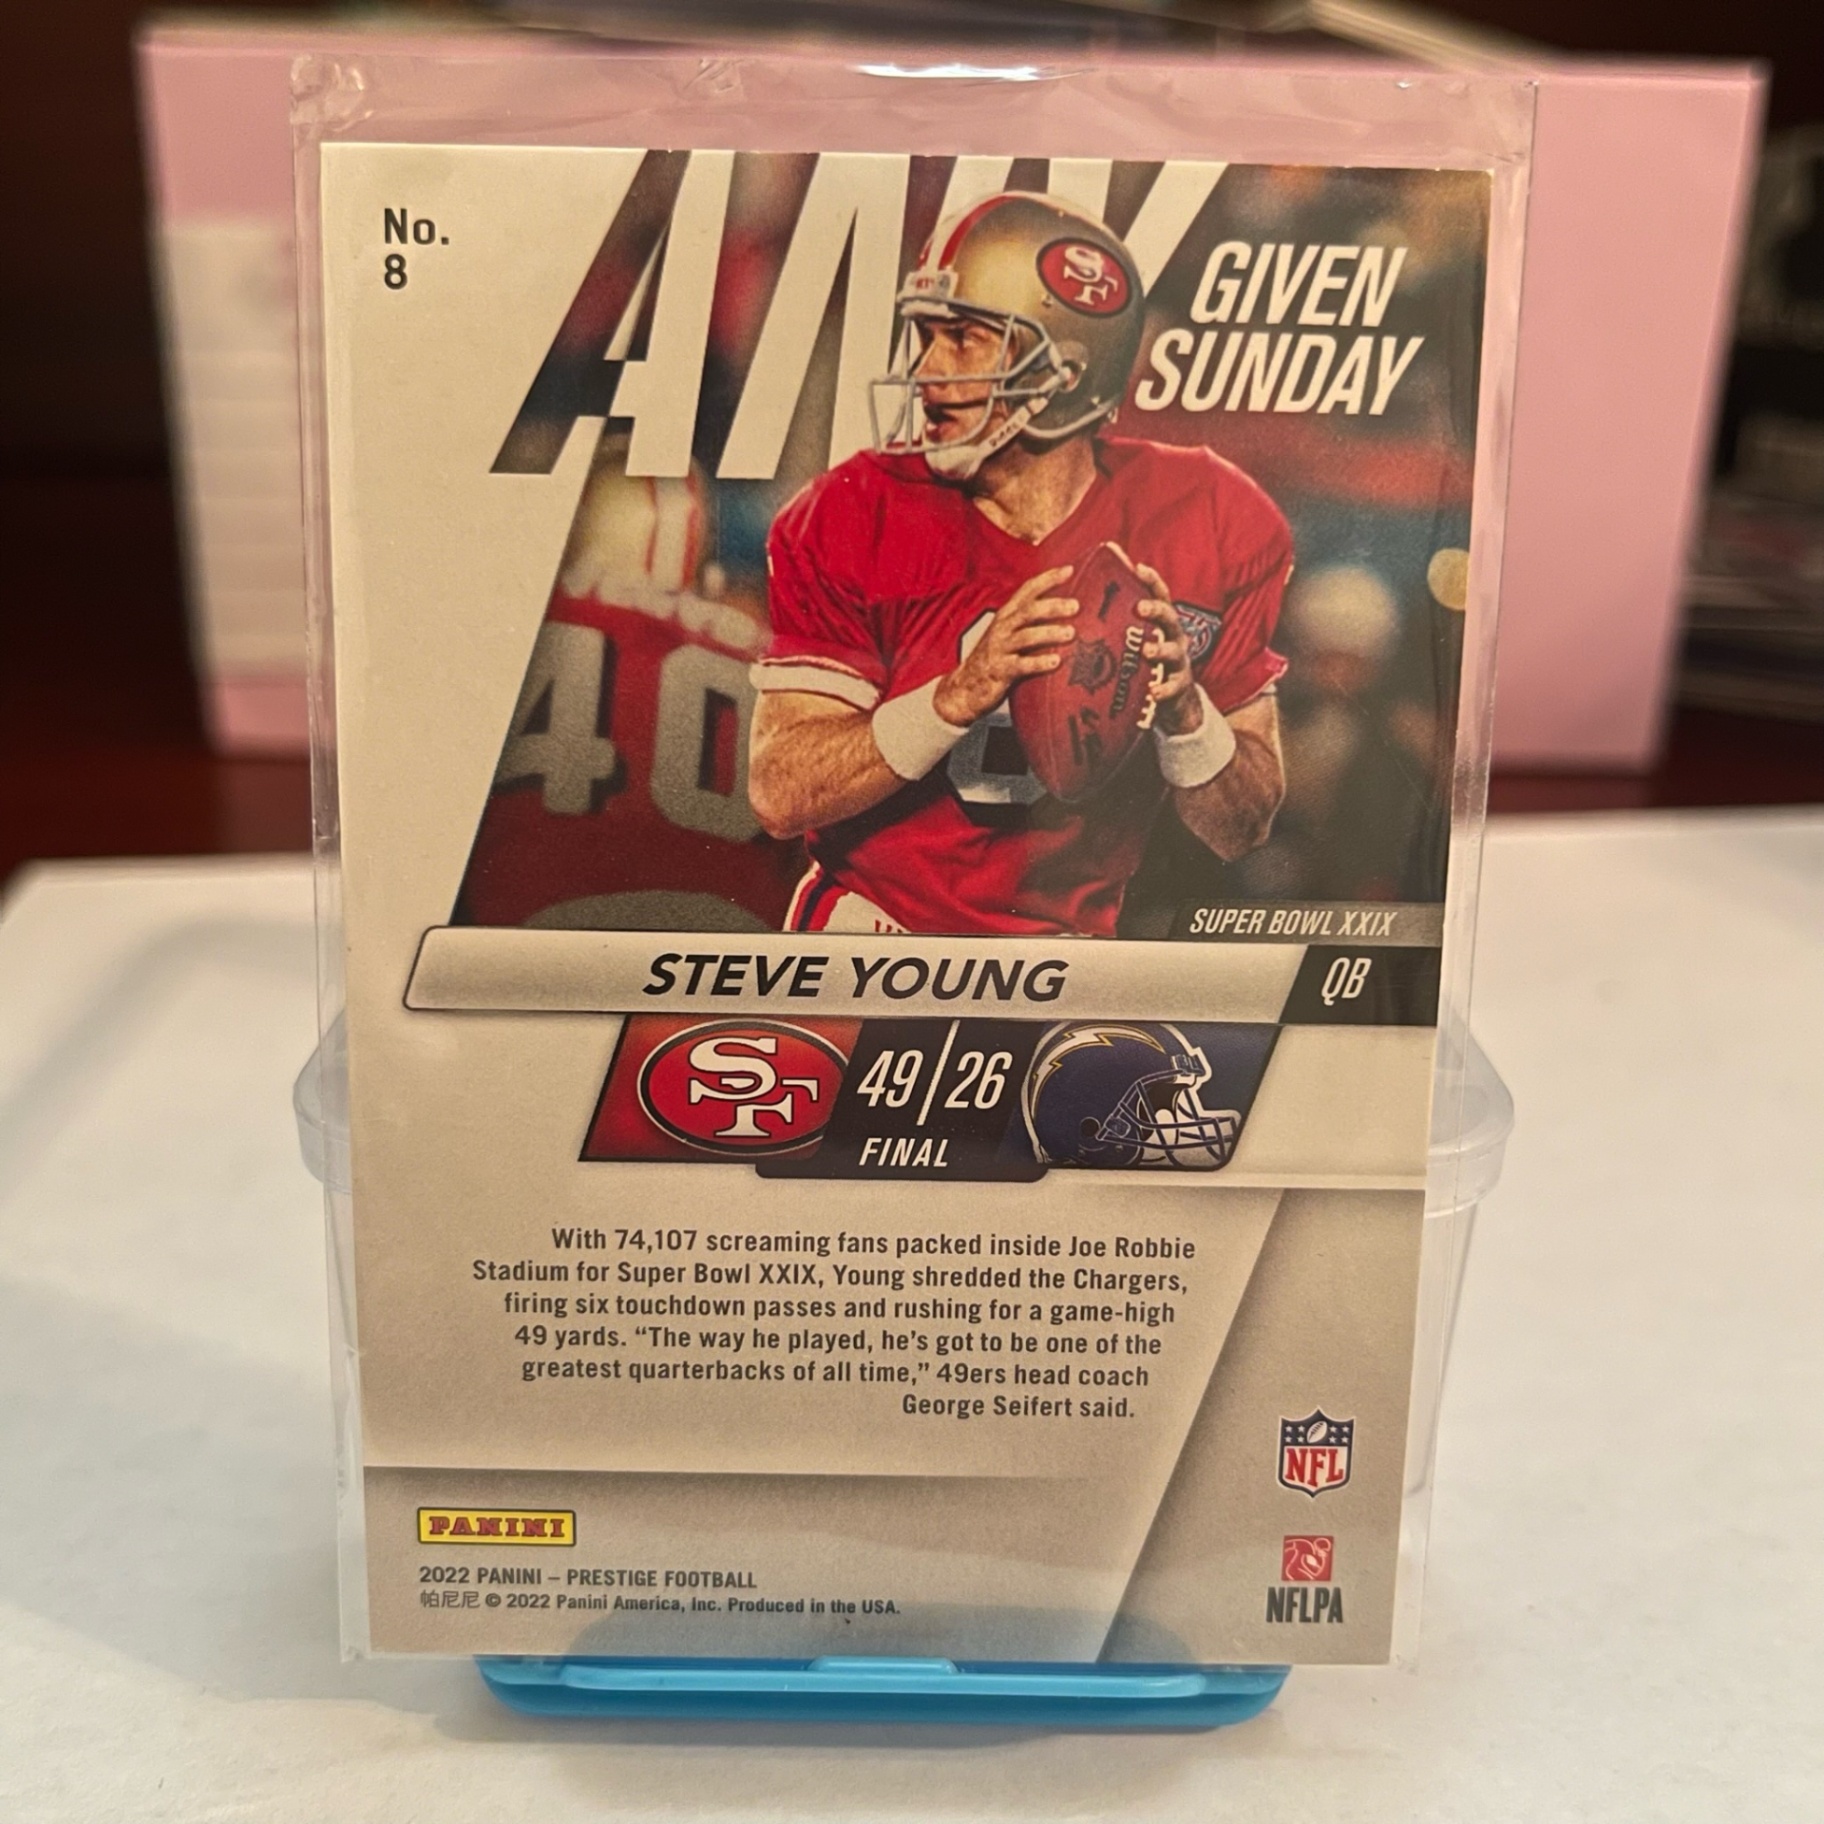 No.
8
ANY
GIVEN
SUNDAY
SF
40
Wilson
SUPER BOWL XXIX
STEVE YOUNG
QB
SF
49/26
FINAL
With 74,107 screaming fans packed inside Joe Robbie
Stadium for Super Bowl XXIX, Young shredded the Chargers,
firing six touchdown passes and rushing for a game-high
49 yards. “The way he played, he’s got to be one of the
greatest quarterbacks of all time,” 49ers head coach
George Seifert said.
NFL
PANINI
NFLPA
2022 PANINI – PRESTIGE FOOTBALL
帕尼尼 © 2022 Panini America, Inc. Produced in the USA.